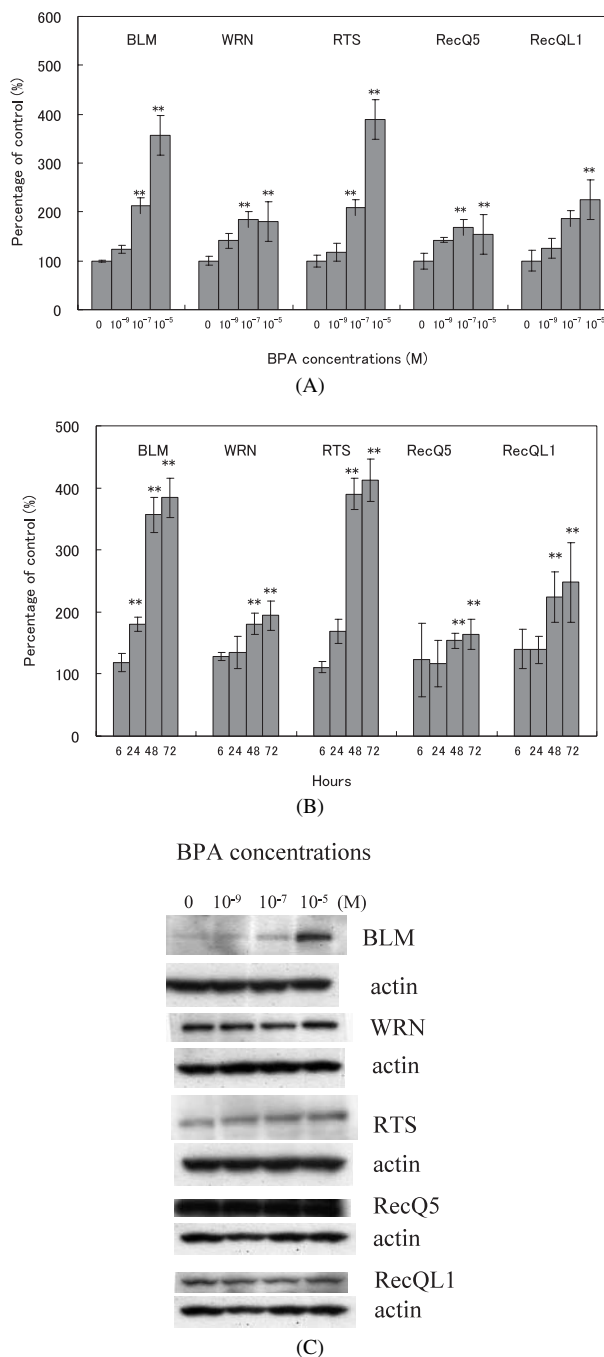 600
500
400
300
200
100
0
Percentage of control (%)
BLM WRN RTS RecQ5 RecQL1
** ** ** ** ** ** ** ** **
0 10⁻⁹ 10⁻⁷ 10⁻⁵ 0 10⁻⁹ 10⁻⁷ 10⁻⁵ 0 10⁻⁹ 10⁻⁷ 10⁻⁵ 0 10⁻⁹ 10⁻⁷ 10⁻⁵ 0 10⁻⁹ 10⁻⁷ 10⁻⁵
BPA concentrations (M)
(A)
500
400
300
200
100
0
Percentage of control (%)
BLM WRN RTS RecQ5 RecQL1
** ** ** ** ** ** ** ** ** ** **
6 24 48 72 6 24 48 72 6 24 48 72 6 24 48 72 6 24 48 72
Hours
(B)
BPA concentrations
0 10⁻⁹ 10⁻⁷ 10⁻⁵ (M)
BLM
actin
WRN
actin
RTS
actin
RecQ5
actin
RecQL1
actin
(C)